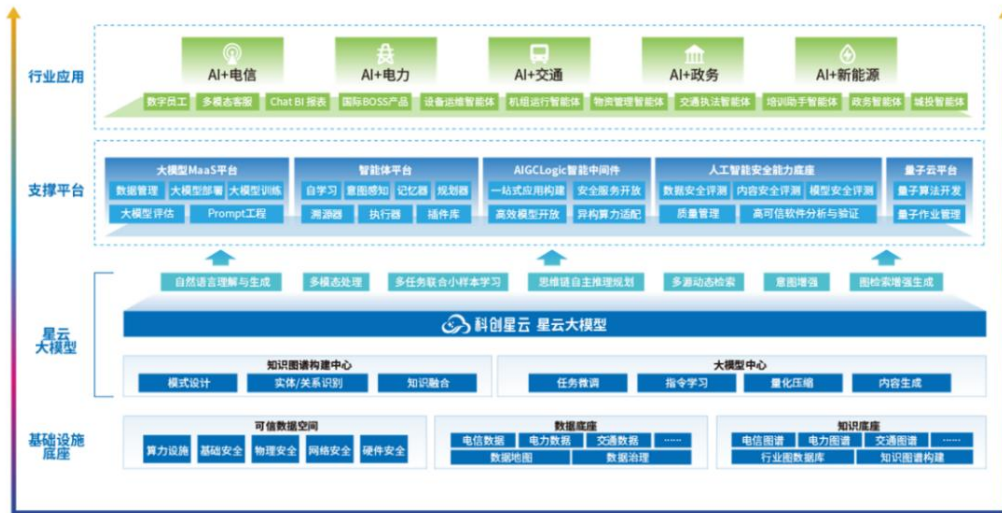 行业应用
AI+电信 AI+电力 AI+交通 AI+政务 AI+新能源
数字员工 多模态客服 Chat BI 报表 国际BOSS产品 设备运维智能体 机组运行智能体 物资管理智能体 交通执法智能体 培训助手智能体 政务智能体 城投智能体
支撑平台
大模型MaaS平台 智能体平台 AIGCLogic智能中间件 人工智能安全能力底座 量子云平台
数据管理 大模型部署 大模型训练 自学习 意图感知 记忆器 规划器 一站式应用构建 安全服务开放 数据安全评测 内容安全评测 模型安全评测 量子算法开发
大模型评估 Prompt工程 溯源器 执行器 插件库 高效模型开放 异构算力适配 质量管理 高可信软件分析与验证 量子作业管理
自然语言理解与生成 多模态处理 多任务联合小样本学习 思维链自主推理规划 多源动态检索 意图增强 图检索增强生成
星云
大模型
科创星云 星云大模型
知识图谱构建中心 大模型中心
模式设计 实体/关系识别 知识融合 任务微调 指令学习 量化压缩 内容生成
基础设施
底座
可信数据空间 数据底座 知识底座
算力设施 基础安全 物理安全 网络安全 硬件安全
电信数据 电力数据 交通数据 ······ 电信图谱 电力图谱 交通图谱 ······
数据地图 数据治理 行业图数据库 知识图谱构建